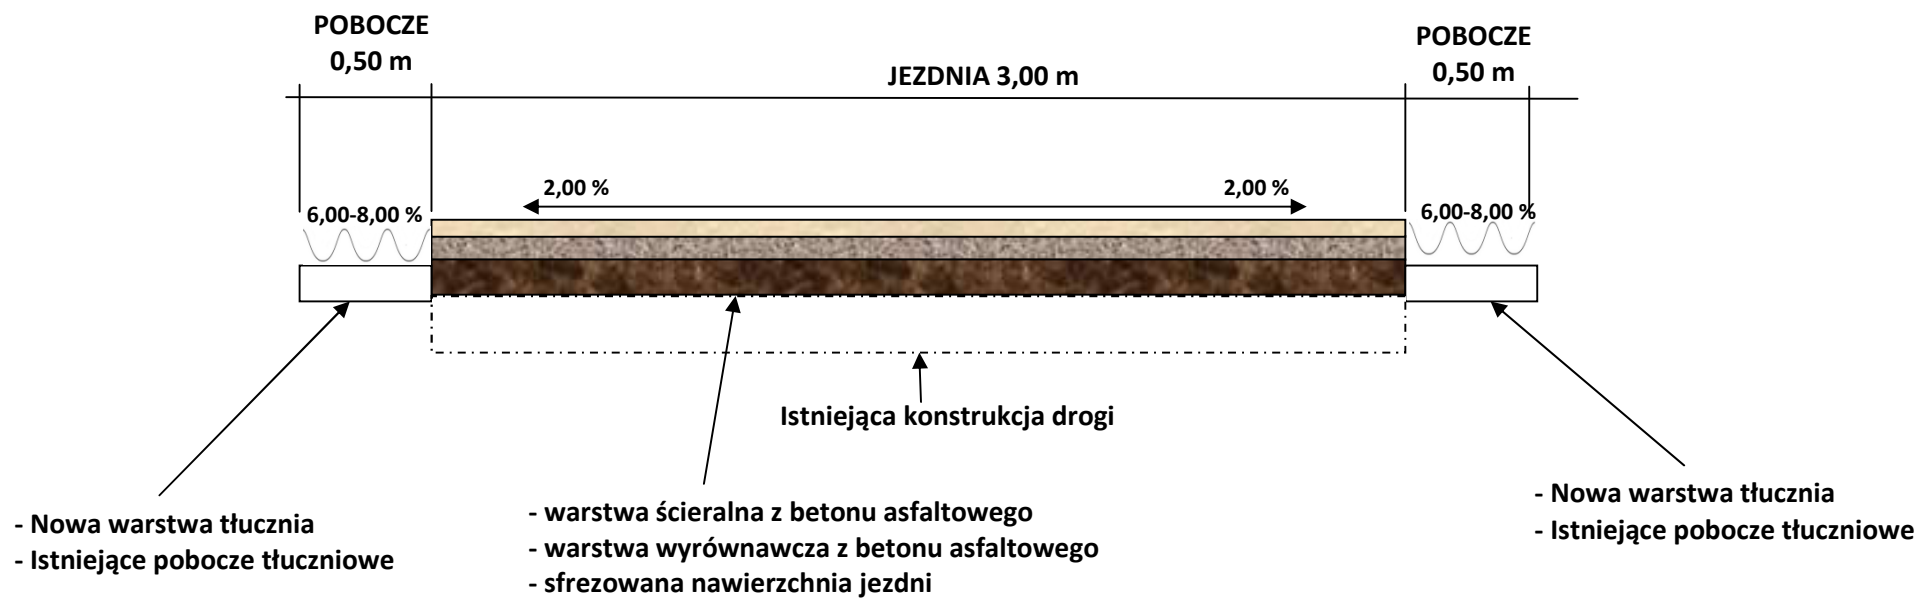 POBOCZE
0,50 m
JEZDNIA 3,00 m
POBOCZE
0,50 m
6,00-8,00 %
2,00 %
2,00 %
6,00-8,00 %
Istniejąca konstrukcja drogi
- Nowa warstwa tłucznia
- Istniejące pobocze tłuczniowe
- warstwa ścieralna z betonu asfaltowego
- warstwa wyrównawcza z betonu asfaltowego
- sfrezowana nawierzchnia jezdni
- Nowa warstwa tłucznia
- Istniejące pobocze tłuczniowe